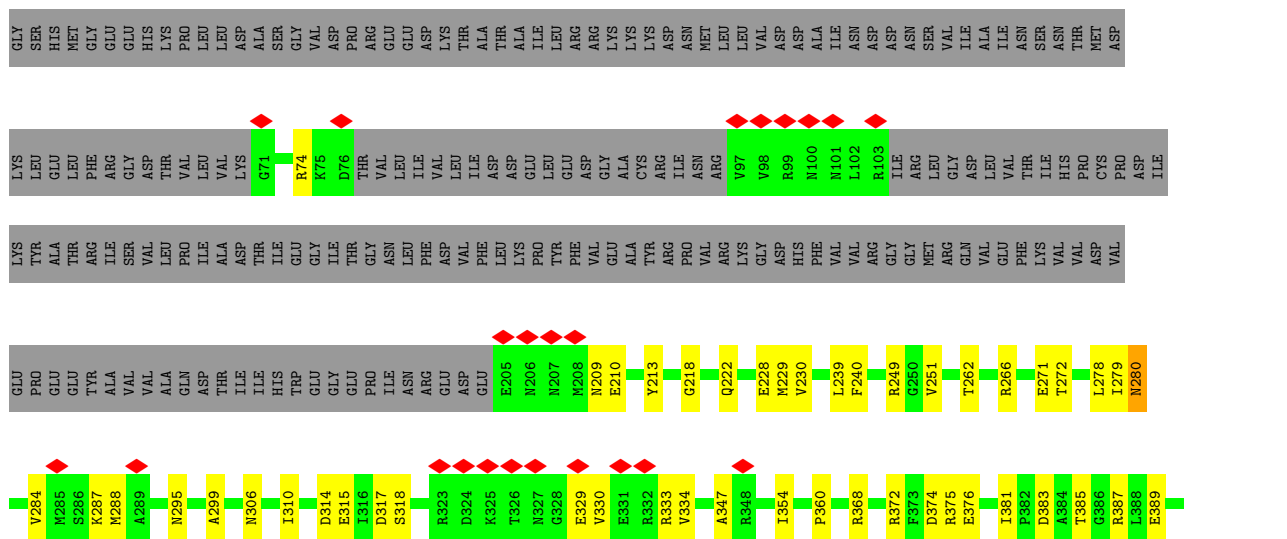 GLY SER HIS MET GLY GLU GLU HIS LYS PRO LEU LEU ASP ALA SER GLY VAL ASP PRO ARG GLU GLU ASP LYS THR ALA THR ALA ILE LEU ARG ARG LYS LYS LYS ASP ASN MET LEU LEU VAL ASP ASP ALA ILE ASN ASP ASP ASN SER VAL ILE ALA ILE ASN SER ASN THR MET ASP
LYS LEU GLU LEU PHE ARG GLY ASP THR VAL LEU VAL LYS G71 R74 K75 D76 THR VAL LEU ILE VAL LEU ILE ASP ASP GLU LEU GLU ASP GLY ALA CYS ARG ILE ASN ARG V97 V98 R99 N100 N101 L102 R103 ILE ARG LEU GLY ASP LEU VAL THR ILE HIS PRO CYS PRO ASP ILE
LYS TYR ALA THR ARG ILE SER VAL LEU PRO ILE ALA ASP THR ILE GLU GLY ILE THR GLY ASN LEU PHE ASP VAL PHE LEU LYS PRO TYR PHE VAL GLU ALA TYR ARG PRO VAL ARG LYS GLY ASP HIS PHE VAL VAL ARG GLY GLY MET ARG GLN VAL GLU PHE LYS VAL VAL ASP VAL
GLU PRO GLU GLU TYR ALA VAL VAL ALA GLN ASP THR ILE ILE HIS TRP GLU GLY GLU PRO ILE ASN ARG GLU ASP GLU E205 N206 N207 M208 N209 E210 Y213 G218 Q222 E228 M229 V230 L239 F240 R249 G250 V251 T262 R266 E271 T272 L278 I279 N280
V284 M285 S286 K287 M288 A289 N295 A299 N306 I310 D314 E315 I316 D317 S318 R323 D324 K325 T326 N327 G328 E329 V330 E331 R332 R333 V334 A347 R348 I354 P360 R368 R372 F373 D374 R375 E376 I381 P382 D383 A384 T385 G386 R387 L388 E389